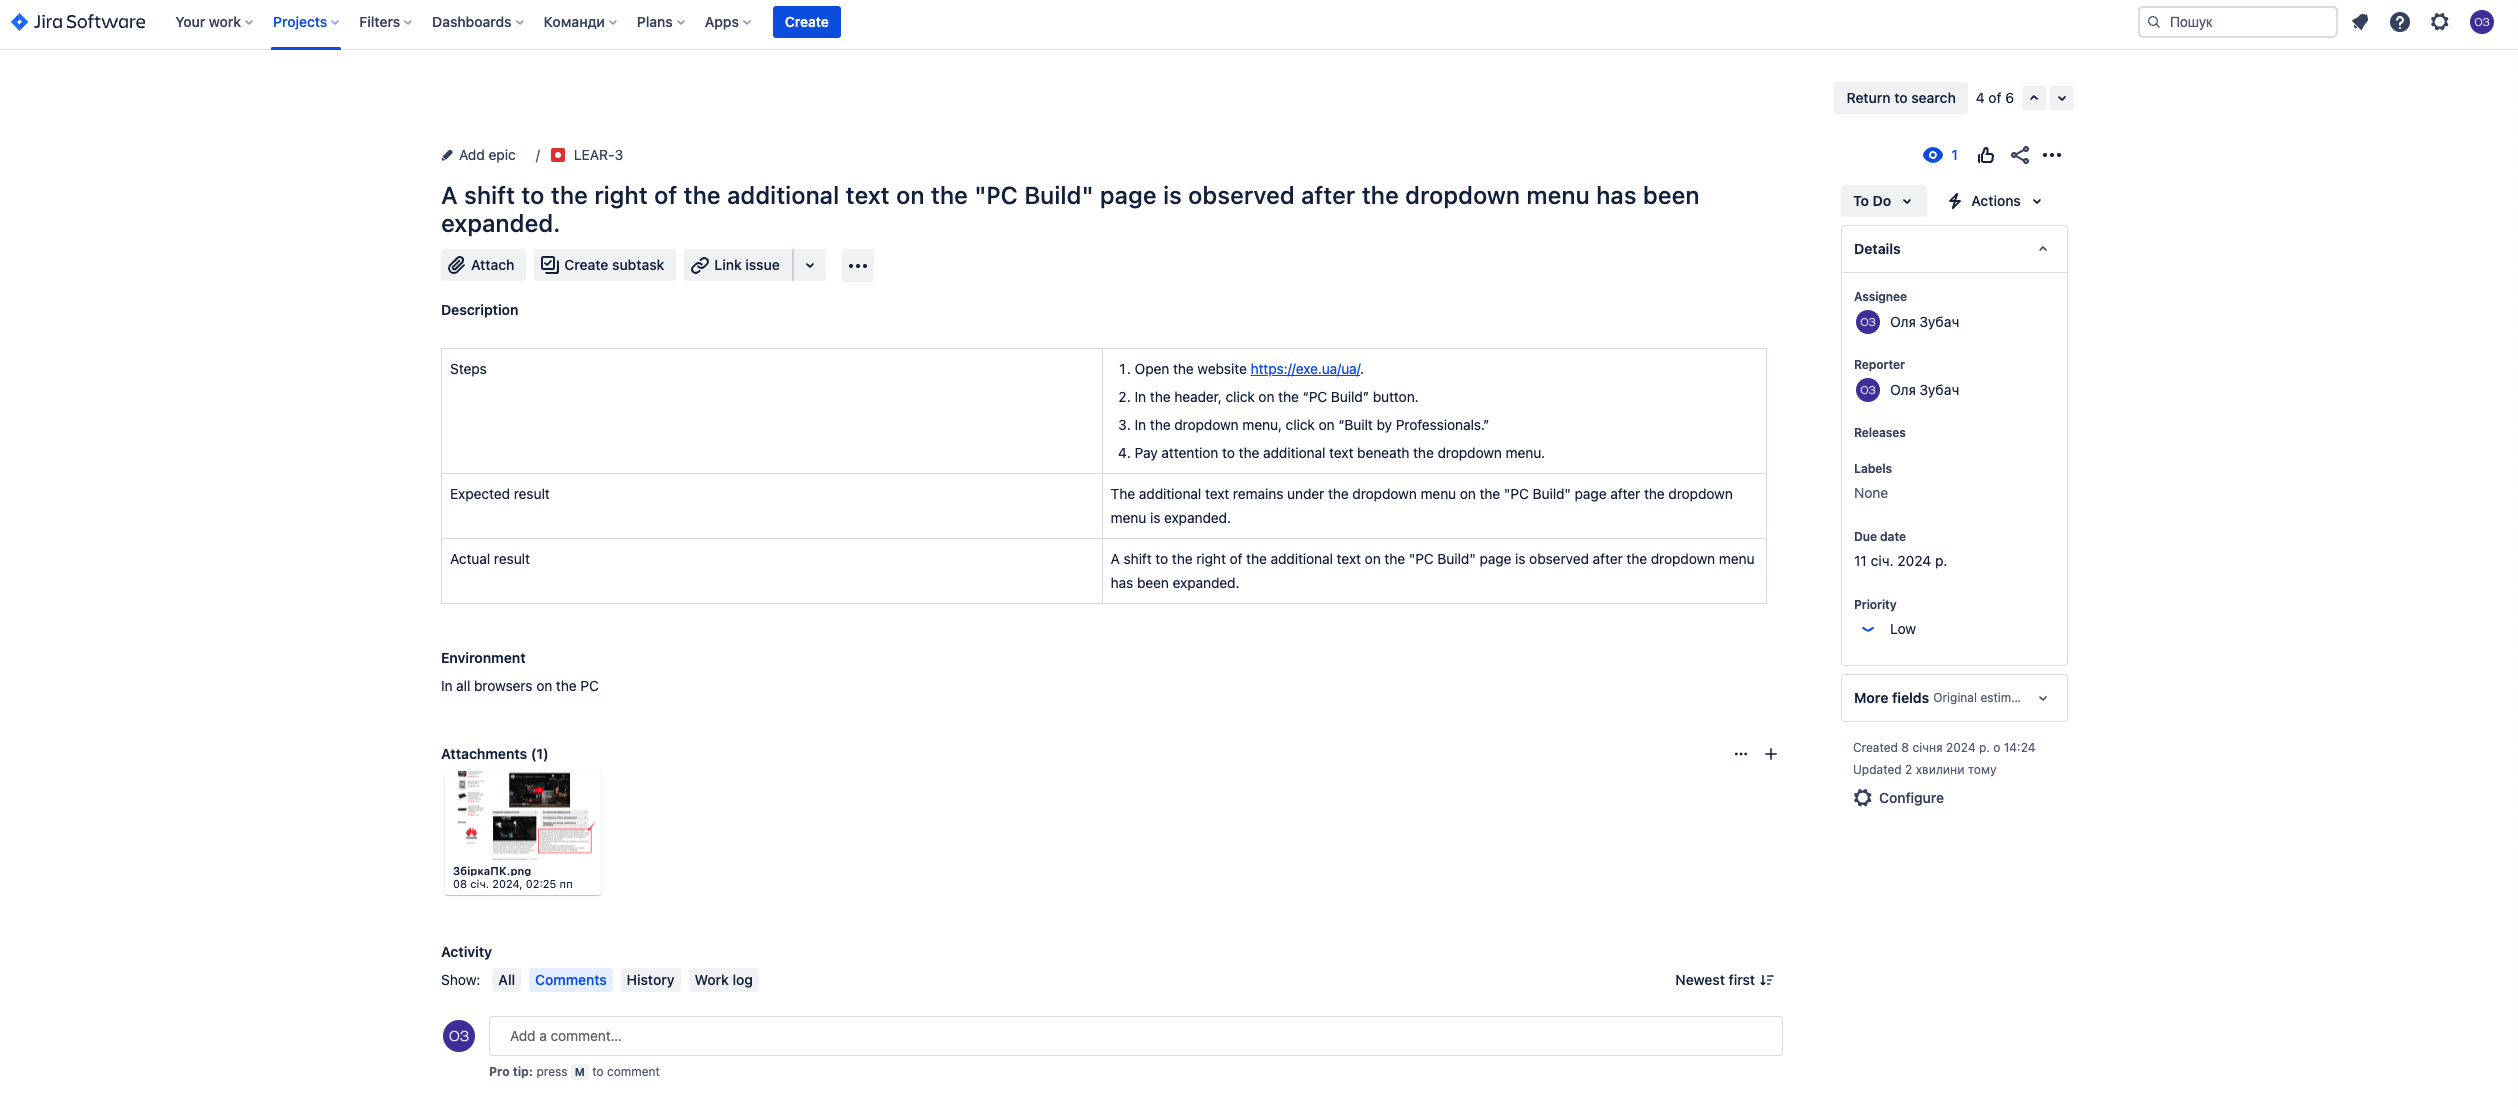 Jira Software
Your work
Projects
Filters
Dashboards
Команди
Plans
Apps
Create
Пошук
ОЗ
Return to search
4 of 6
Add epic
/
LEAR-3
1
A shift to the right of the additional text on the "PC Build" page is observed after the dropdown menu has been
expanded.
To Do
Actions
Attach
Create subtask
Link issue
Description
Steps
1. Open the website https://exe.ua/ua/.
2. In the header, click on the “PC Build” button.
3. In the dropdown menu, click on “Built by Professionals.”
4. Pay attention to the additional text beneath the dropdown menu.
Expected result
The additional text remains under the dropdown menu on the "PC Build" page after the dropdown
menu is expanded.
Actual result
A shift to the right of the additional text on the "PC Build" page is observed after the dropdown menu
has been expanded.
Environment
In all browsers on the PC
Attachments (1)
ЗбіркаПК.png
08 січ. 2024, 02:25 пп
Activity
Show:
All
Comments
History
Work log
Newest first
ОЗ
Add a comment…
Pro tip: press M to comment
Details
Assignee
ОЗ
Оля Зубач
Reporter
ОЗ
Оля Зубач
Releases
Labels
None
Due date
11 січ. 2024 р.
Priority
Low
More fields
Original estim...
Created 8 січня 2024 р. о 14:24
Updated 2 хвилини тому
Configure